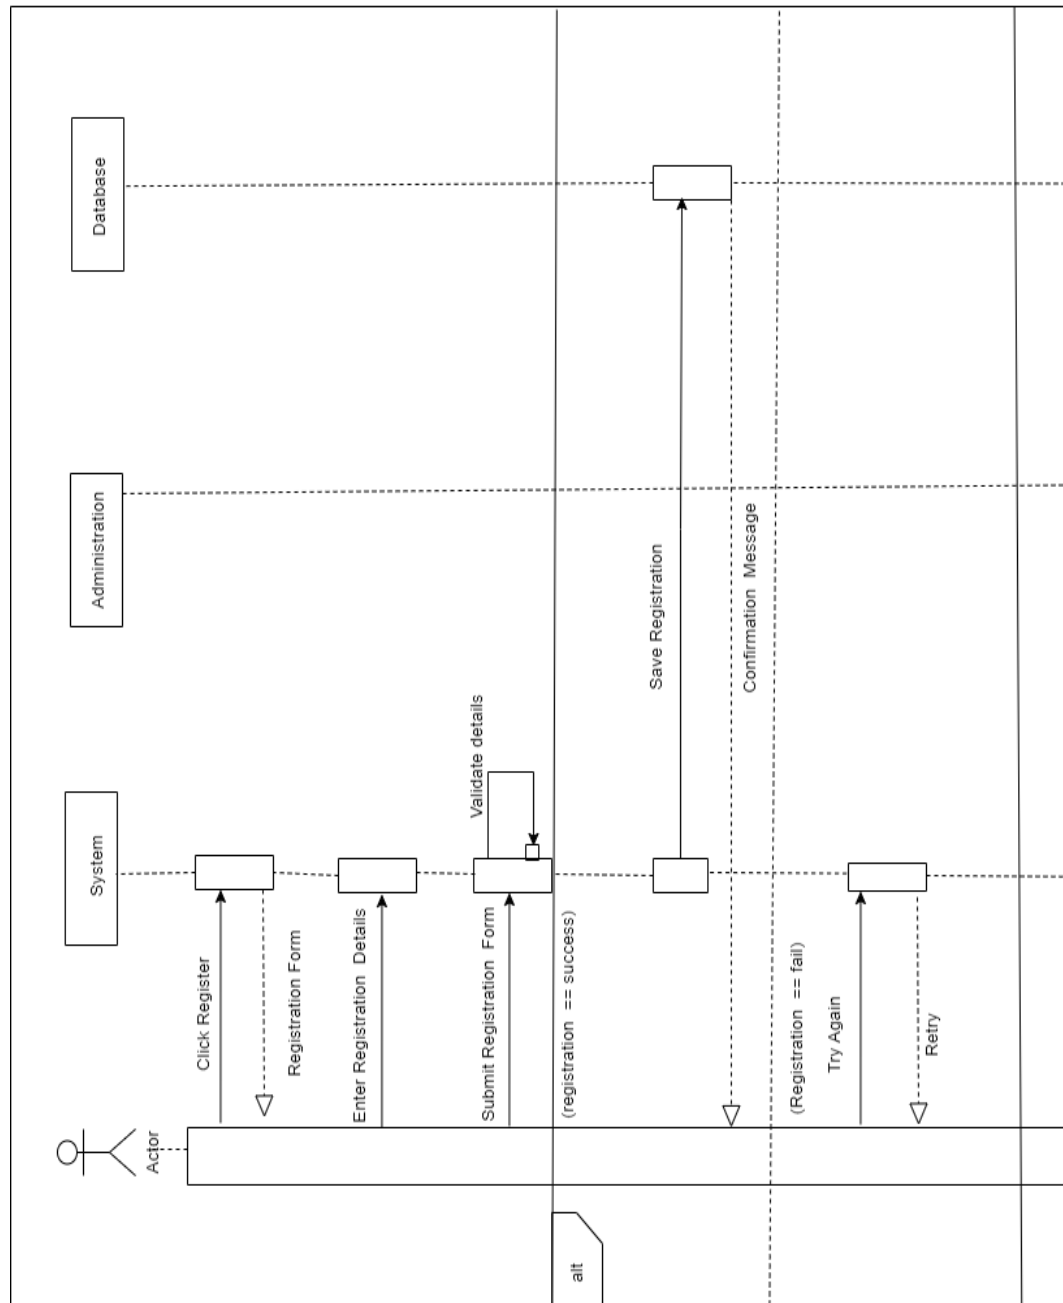 Actor
System
Administration
Database
Click Register
Registration Form
Enter Registration Details
Submit Registration Form
Validate details
alt
(registration == success)
Save Registration
Confirmation Message
(Registration == fail)
Try Again
Retry